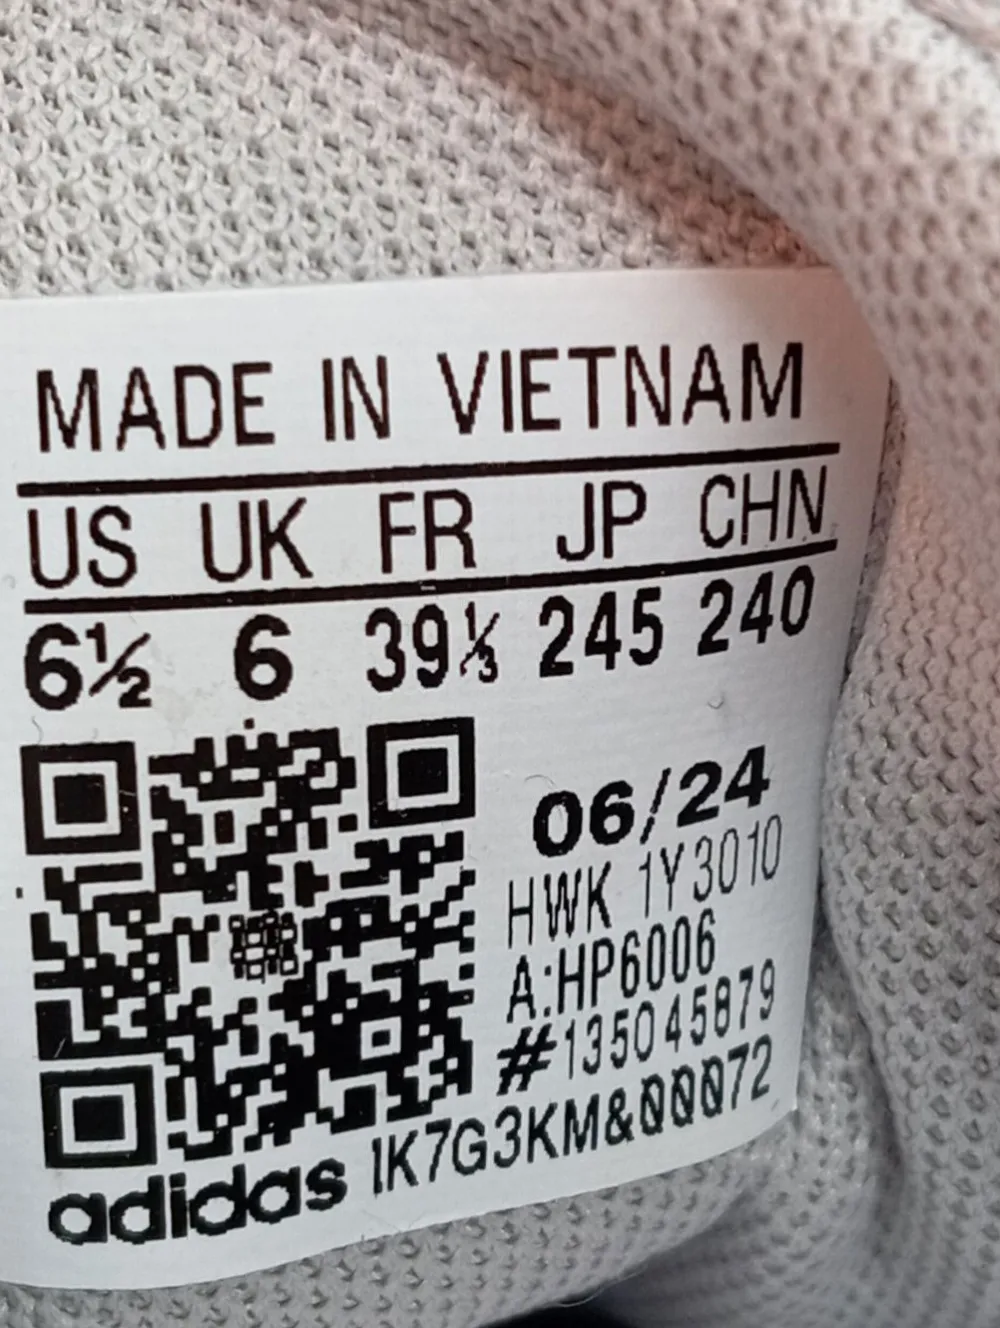 MADE IN VIETNAM
US UK FR JP CHN
6½ 6 39⅓ 245 240
06/24
HWK 1Y3010
A:HP6006
#135045879
adidas 1K7G3KM&00072